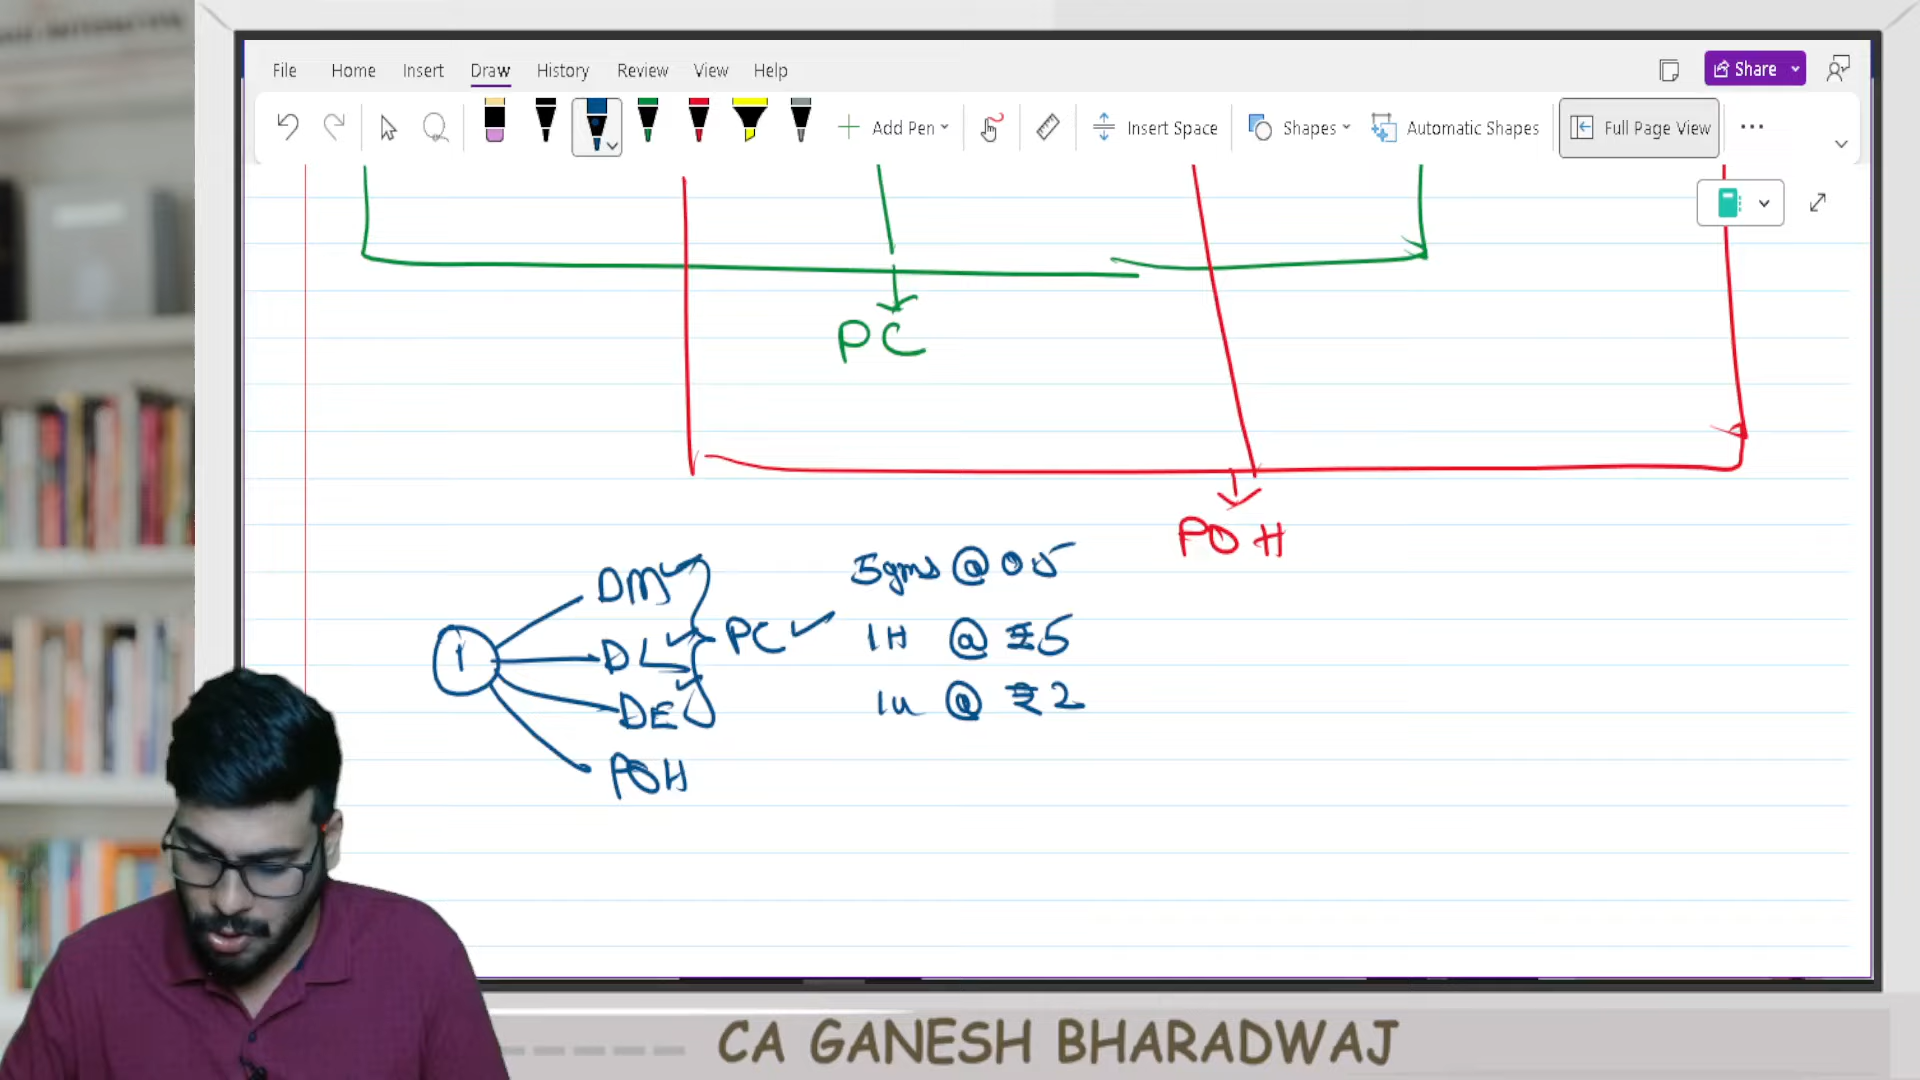 File Home Insert Draw History Review View Help Share
Add Pen Insert Space Shapes Automatic Shapes Full Page View
PC
POH
DM 5gms @ 0.5
1 DL PC 1H @ ₹5
DE 1u @ ₹2
POH
CA GANESH BHARADWAJ